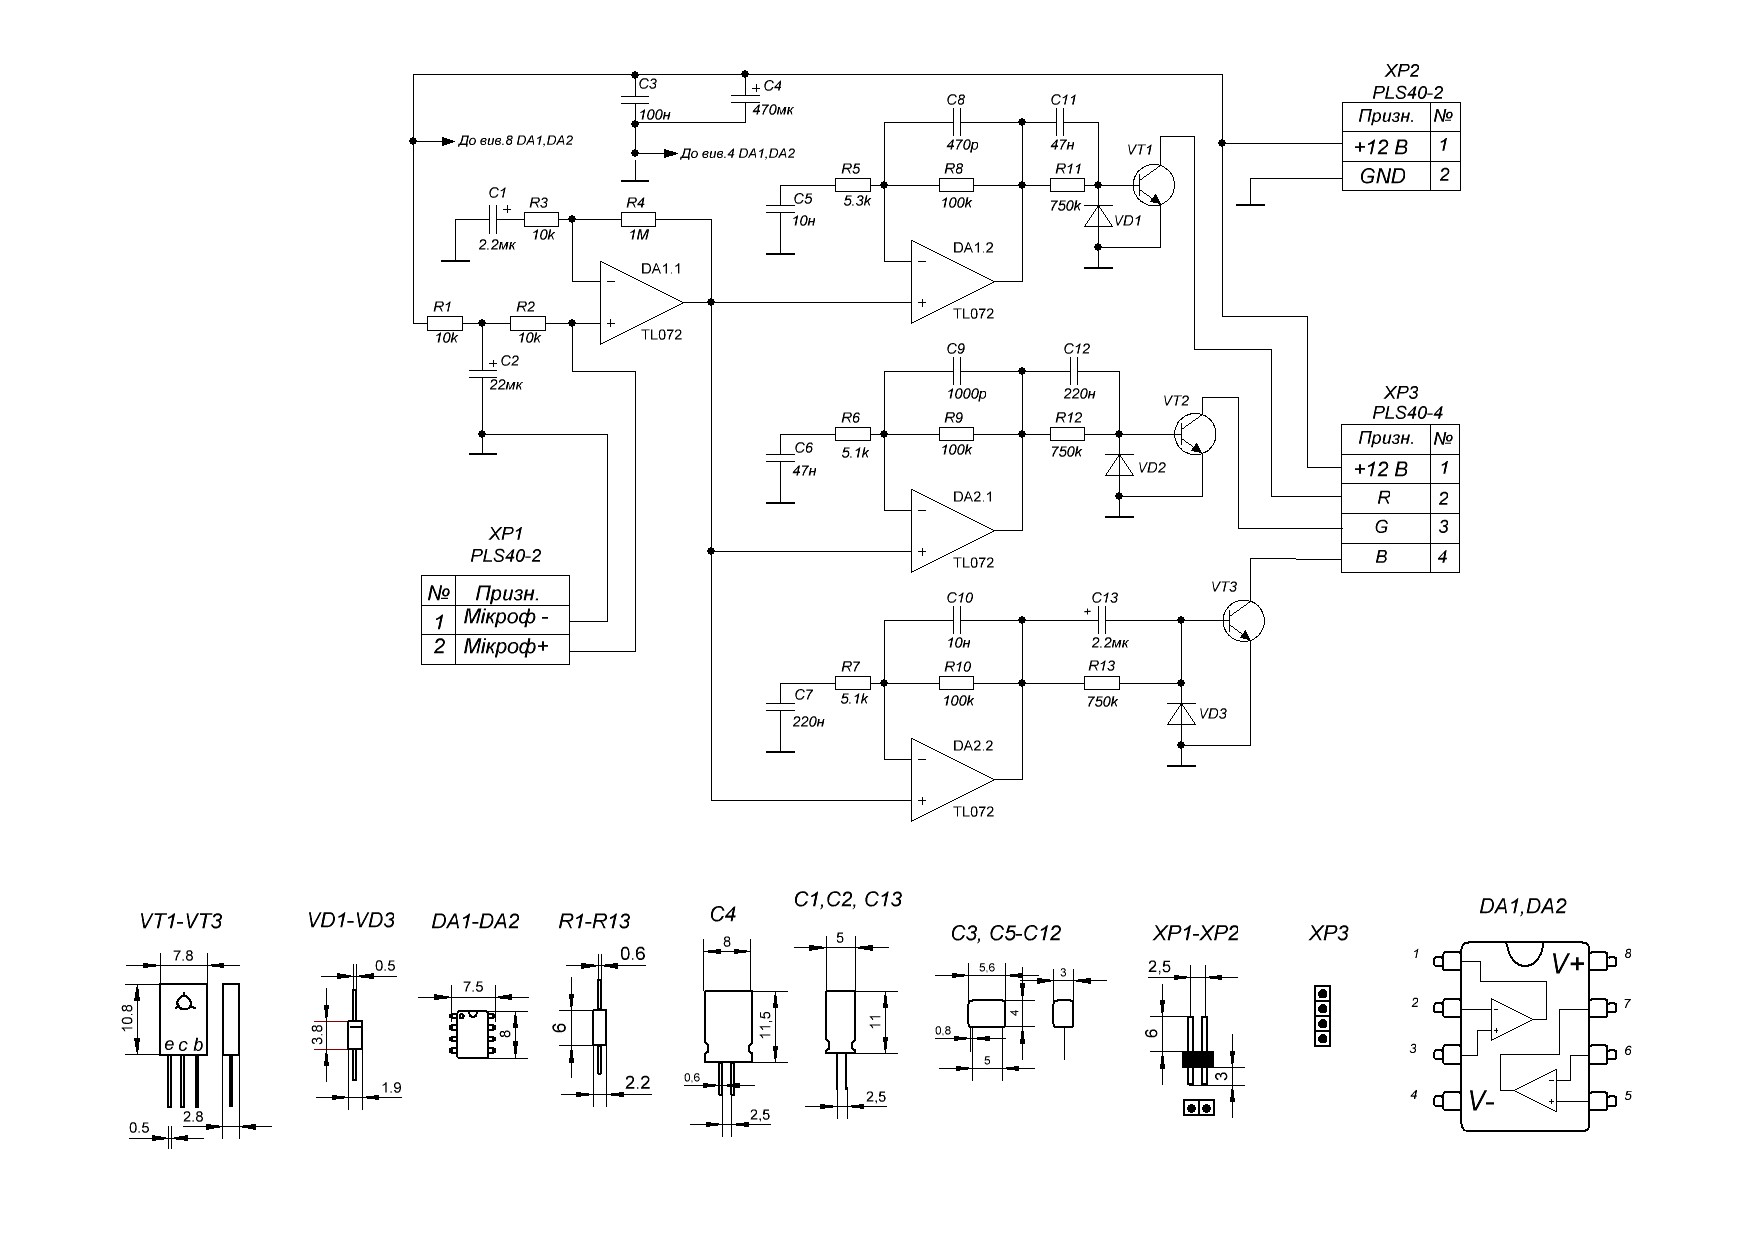 XP2
PLS40-2
Призн. №
+12 В 1
GND 2
C3
100н
+ C4
470мк
До вив.8 DA1,DA2
До вив.4 DA1,DA2
C1
+
2.2мк
R3
10k
R4
1М
DA1.1
TL072
R1
10k
R2
10k
+ C2
22мк
C8
470р
C11
47н
R5
5.3k
R8
100k
R11
750k
C5
10н
VT1
VD1
DA1.2
TL072
C9
1000р
C12
220н
R6
5.1k
R9
100k
R12
750k
C6
47н
VT2
VD2
DA2.1
TL072
XP3
PLS40-4
Призн. №
+12 В 1
R 2
G 3
B 4
XP1
PLS40-2
№ Призн.
1 Мікроф -
2 Мікроф+
C10
10н
C13
+
2.2мк
R7
5.1k
R10
100k
R13
750k
C7
220н
VT3
VD3
DA2.2
TL072
VT1-VT3
7.8
10.8
e c b
2.8
0.5
VD1-VD3
0.5
3.8
1.9
DA1-DA2
7.5
8
R1-R13
0.6
6
2.2
C4
8
11,5
0,6
2,5
C1,C2, C13
5
11
2,5
C3, C5-C12
5,6
3
4
0,8
5
XP1-XP2
2,5
6
3
XP3
DA1,DA2
1 V+ 8
2 7
3 6
4 V- 5